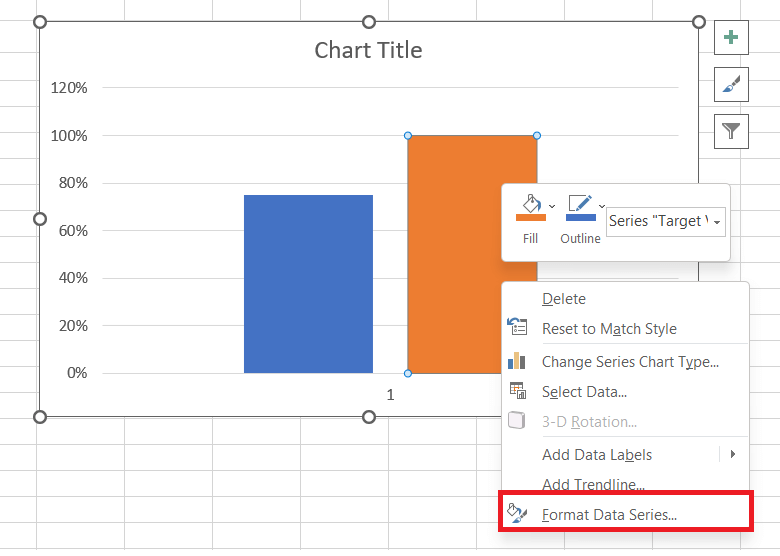 Chart Title
120%
100%
80%
60%
40%
20%
0%
1
Fill
Outline
Series "Target V
Delete
Reset to Match Style
Change Series Chart Type...
Select Data...
3-D Rotation...
Add Data Labels
Add Trendline...
Format Data Series...